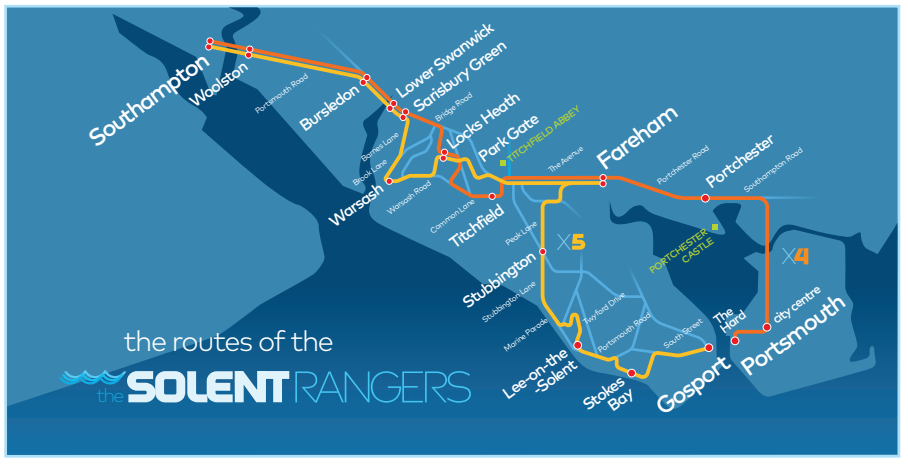 Southampton
Woolston
Portsmouth Road
Bursledon
Lower Swanwick
Sarisbury Green
Bridge Road
Locks Heath
Park Gate
TITCHFIELD ABBEY
Barnes Lane
Brook Lane
Warsash
Warsash Road
Common Lane
Titchfield
The Avenue
Fareham
Portchester Road
Portchester
Southampton Road
PORTCHESTER
CASTLE
X4
X5
Peak Lane
Stubbington
Stubbington Lane
Marine Parade
Twyford Drive
Portsmouth Road
South Street
Lee-on-the
-Solent
Stokes
Bay
Gosport
The
Hard
city centre
Portsmouth
the routes of the
the SOLENT RANGERS